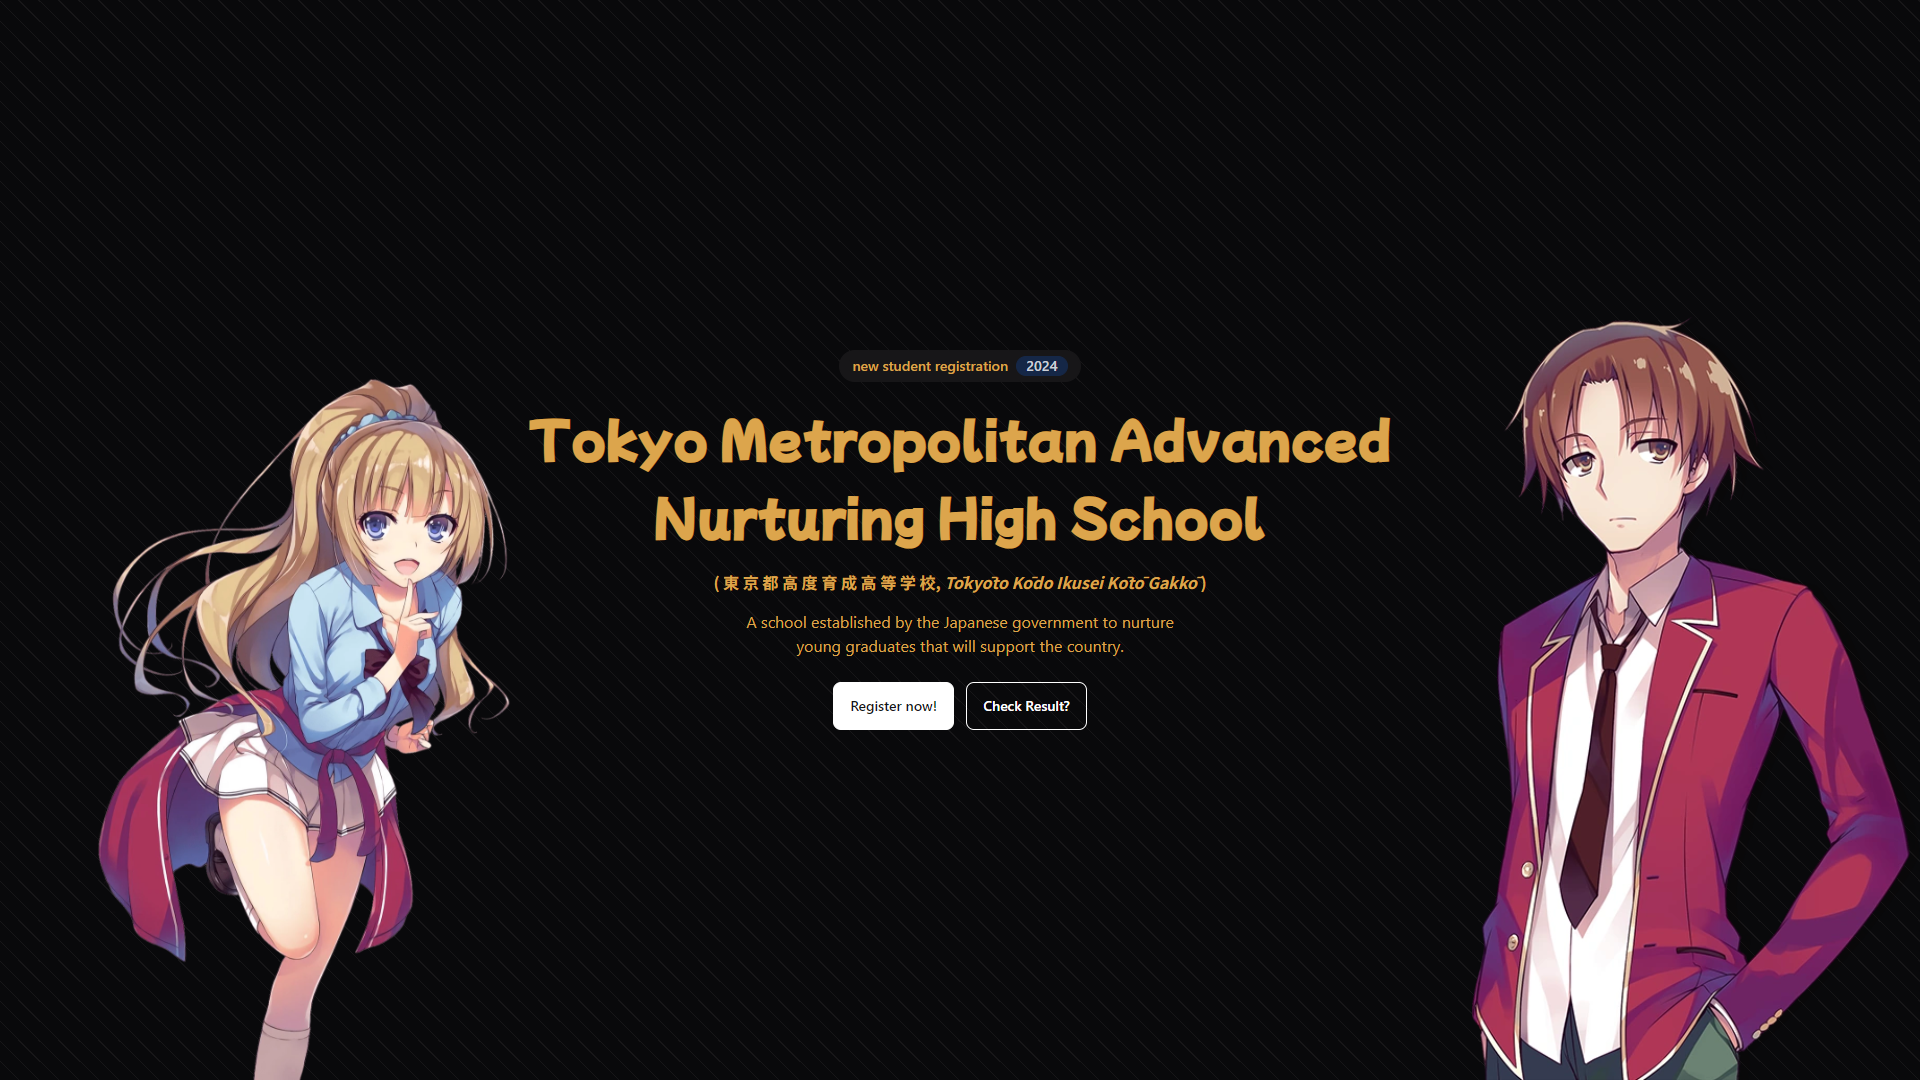 new student registration 2024
Tokyo Metropolitan Advanced
Nurturing High School
(東京都高度育成高等学校, Tōkyōto Kōdo Ikusei Kōtō Gakkō)
A school established by the Japanese government to nurture
young graduates that will support the country.
Register now! Check Result?